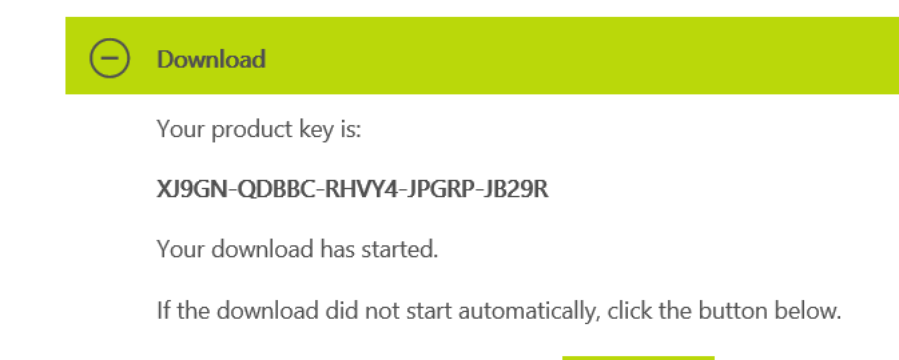 Download
Your product key is:
XJ9GN-QDBBC-RHVY4-JPGRP-JB29R
Your download has started.
If the download did not start automatically, click the button below.